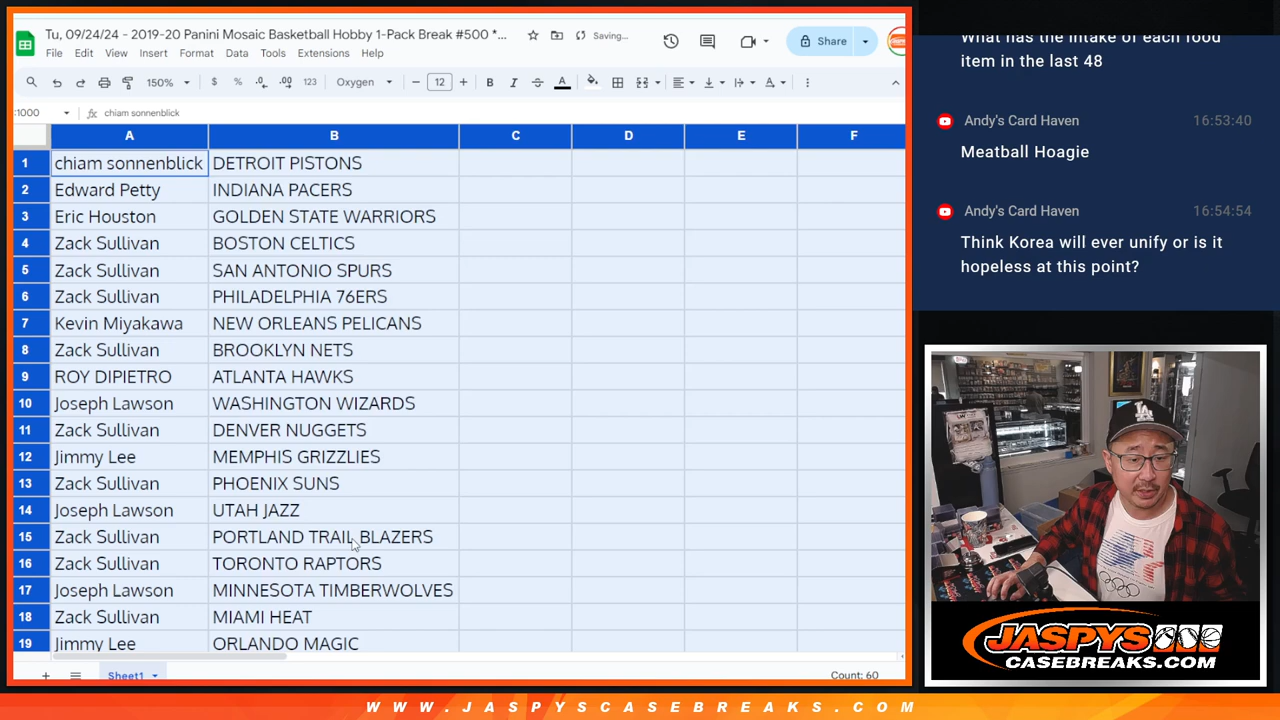 Tu, 09/24/24 - 2019-20 Panini Mosaic Basketball Hobby 1-Pack Break #500 *...
Saving...
Share
File Edit View Insert Format Data Tools Extensions Help
150% $ % .0 .00 123 Oxygen - 12 + B I S A
:1000 fx chiam sonnenblick
A B C D E F
1 chiam sonnenblick DETROIT PISTONS
2 Edward Petty INDIANA PACERS
3 Eric Houston GOLDEN STATE WARRIORS
4 Zack Sullivan BOSTON CELTICS
5 Zack Sullivan SAN ANTONIO SPURS
6 Zack Sullivan PHILADELPHIA 76ERS
7 Kevin Miyakawa NEW ORLEANS PELICANS
8 Zack Sullivan BROOKLYN NETS
9 ROY DIPIETRO ATLANTA HAWKS
10 Joseph Lawson WASHINGTON WIZARDS
11 Zack Sullivan DENVER NUGGETS
12 Jimmy Lee MEMPHIS GRIZZLIES
13 Zack Sullivan PHOENIX SUNS
14 Joseph Lawson UTAH JAZZ
15 Zack Sullivan PORTLAND TRAIL BLAZERS
16 Zack Sullivan TORONTO RAPTORS
17 Joseph Lawson MINNESOTA TIMBERWOLVES
18 Zack Sullivan MIAMI HEAT
19 Jimmy Lee ORLANDO MAGIC
+ Sheet1 Count: 60
What has the intake of each food
item in the last 48
Andy's Card Haven 16:53:40
Meatball Hoagie
Andy's Card Haven 16:54:54
Think Korea will ever unify or is it
hopeless at this point?
LA
JASPYS
CASEBREAKS.COM
WWW.JASPYSCASEBREAKS.COM